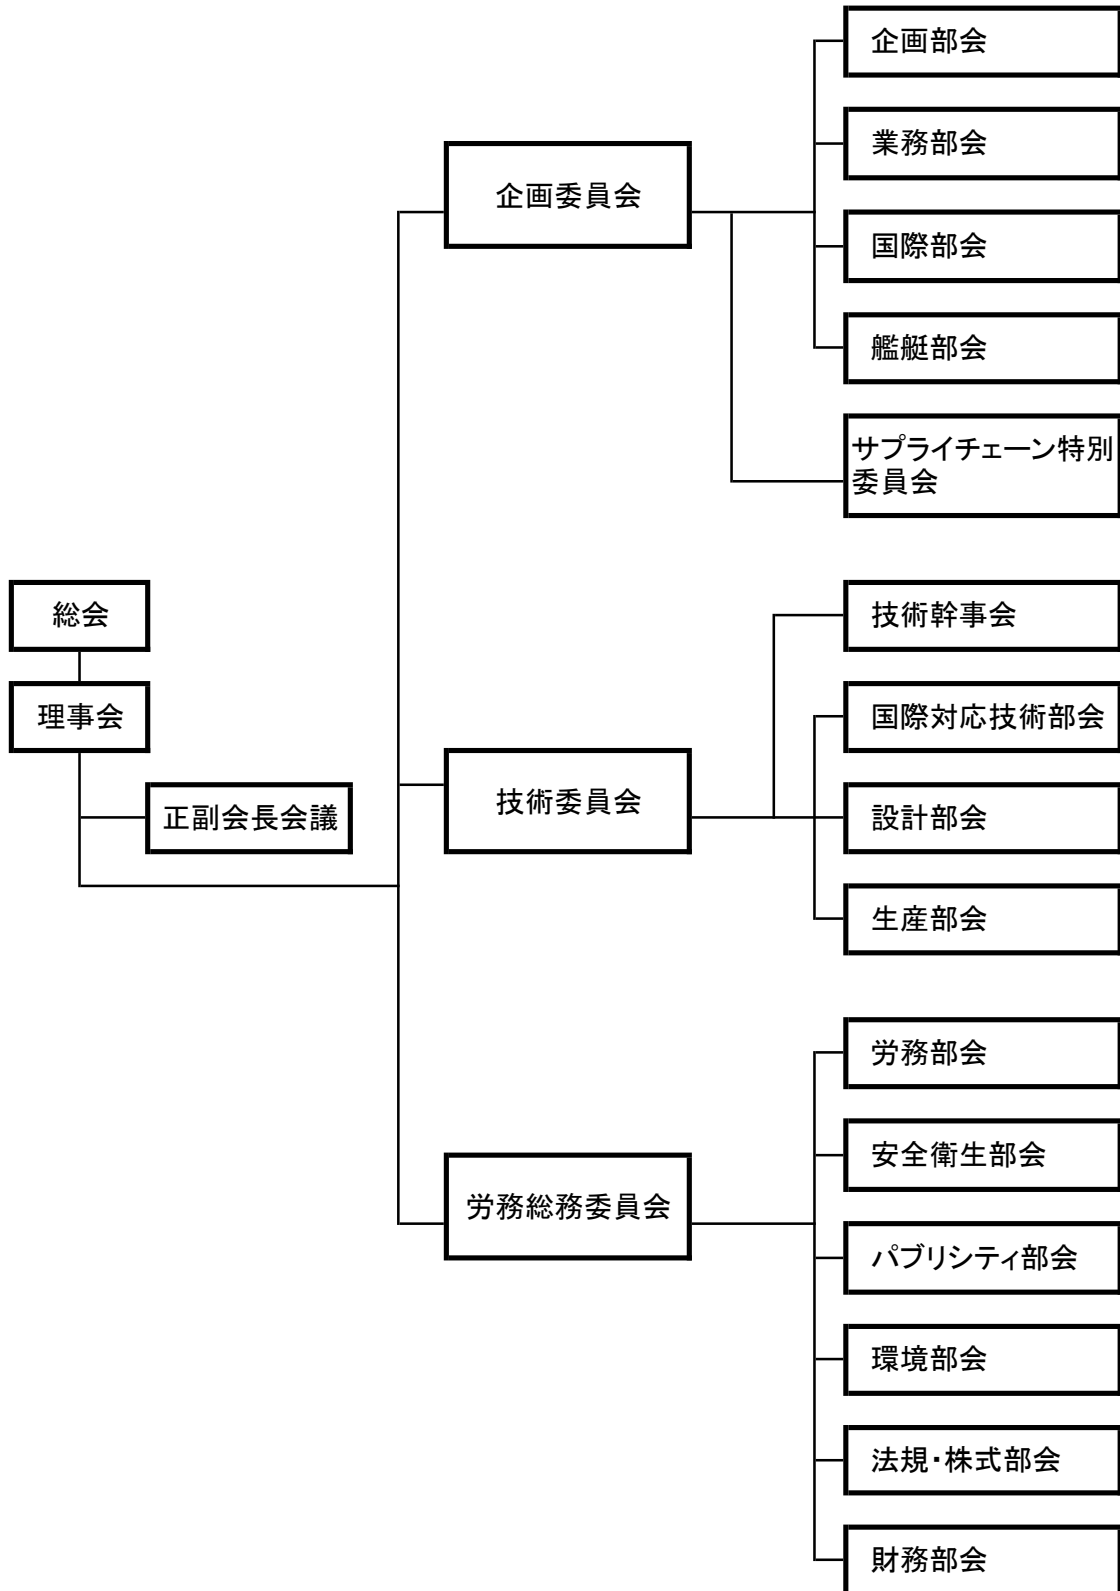 総会
理事会
正副会長会議
企画委員会
企画部会
業務部会
国際部会
艦艇部会
サプライチェーン特別
委員会
技術委員会
技術幹事会
国際対応技術部会
設計部会
生産部会
労務総務委員会
労務部会
安全衛生部会
パブリシティ部会
環境部会
法規・株式部会
財務部会